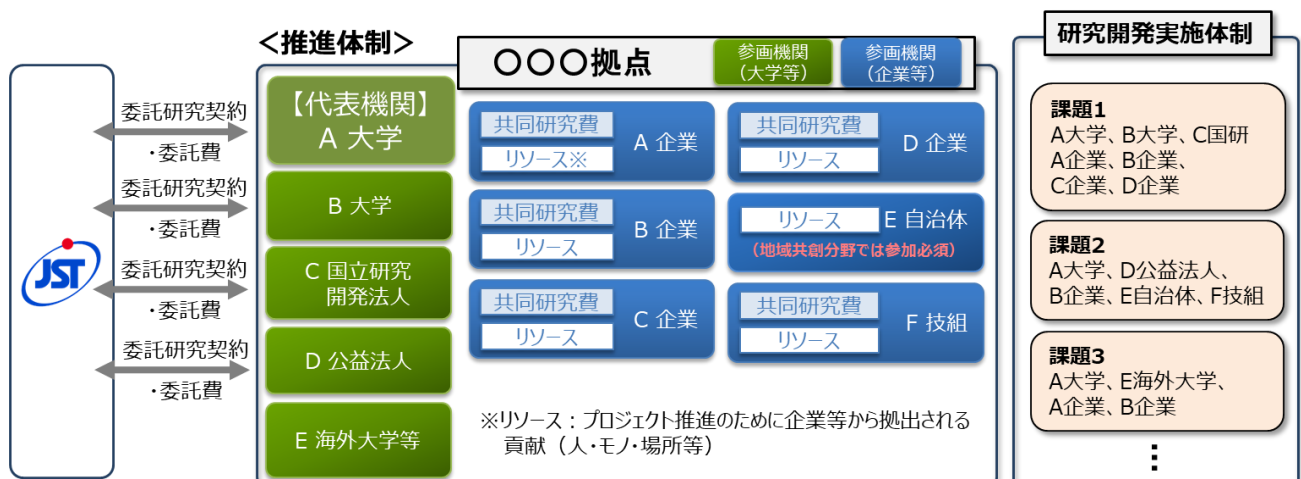 <推進体制>
〇〇〇拠点
参画機関
(大学等)
参画機関
(企業等)
研究開発実施体制
JST
委託研究契約
・委託費
委託研究契約
・委託費
委託研究契約
・委託費
委託研究契約
・委託費
【代表機関】
A 大学
B 大学
C 国立研究
開発法人
D 公益法人
E 海外大学等
共同研究費
リソース※
A 企業
共同研究費
リソース
B 企業
共同研究費
リソース
C 企業
共同研究費
リソース
D 企業
リソース
E 自治体
(地域共創分野では参加必須)
共同研究費
リソース
F 技組
※リソース：プロジェクト推進のために企業等から拠出される
貢献（人・モノ・場所等）
課題1
A大学、B大学、C国研
A企業、B企業、
C企業、D企業
課題2
A大学、D公益法人、
B企業、E自治体、F技組
課題3
A大学、E海外大学、
A企業、B企業
⋮